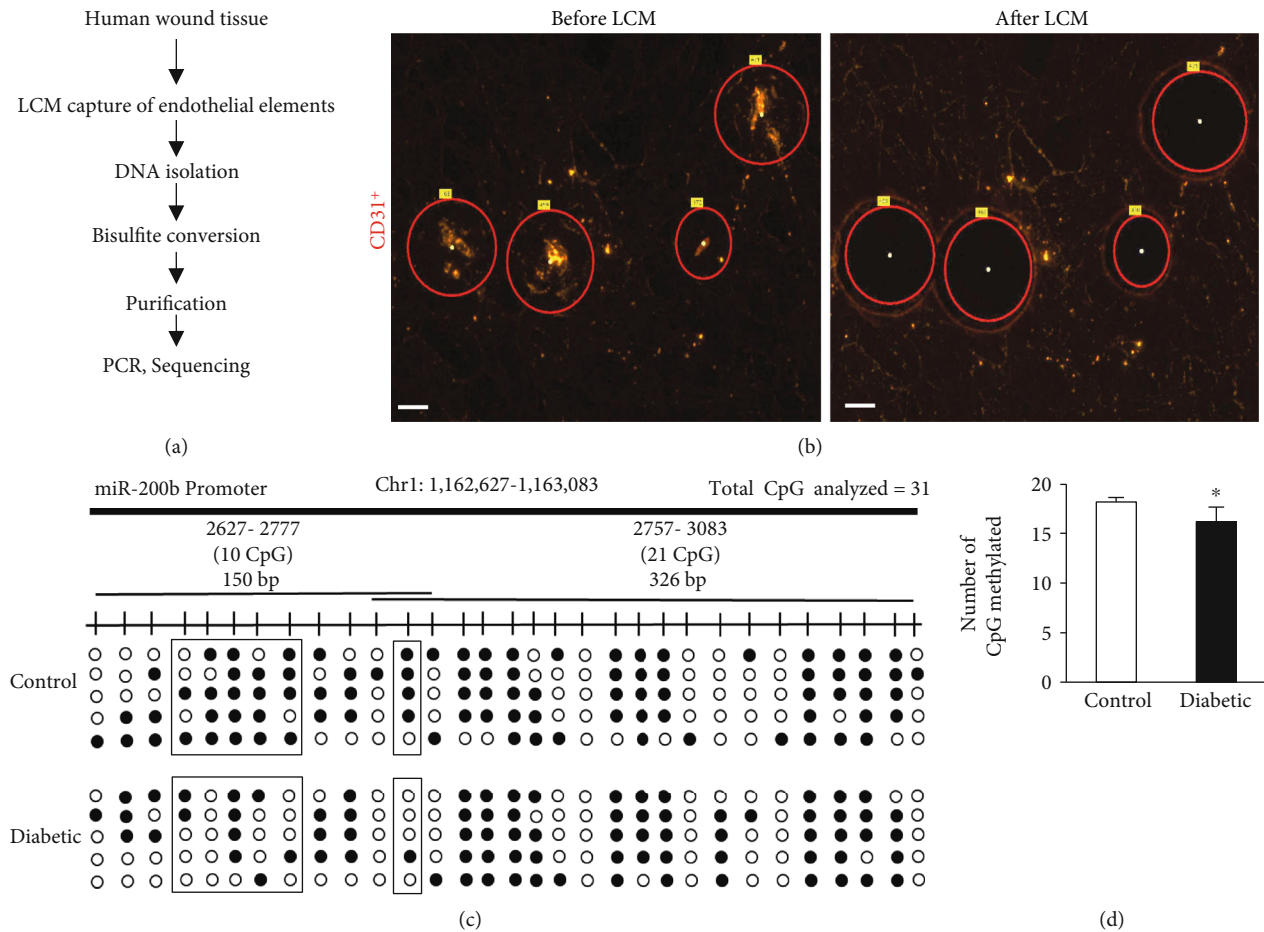 Human wound tissue
LCM capture of endothelial elements
DNA isolation
Bisulfite conversion
Purification
PCR, Sequencing
(a)
Before LCM
After LCM
CD31+
(b)
miR-200b Promoter
Chr1: 1,162,627-1,163,083
Total CpG analyzed = 31
2627- 2777
(10 CpG)
150 bp
2757- 3083
(21 CpG)
326 bp
Control
Diabetic
(c)
Number of
CpG methylated
20
15
10
5
0
*
Control
Diabetic
(d)